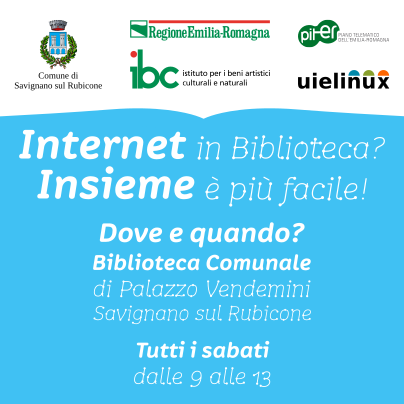 Comune di
Savignano sul Rubicone
RegioneEmilia-Romagna
ibc istituto per i beni artistici
culturali e naturali
piter PIANO TELEMATICO
DELL'EMILIA-ROMAGNA
uielinux
Internet in Biblioteca?
Insieme è più facile!
Dove e quando?
Biblioteca Comunale
di Palazzo Vendemini
Savignano sul Rubicone
Tutti i sabati
dalle 9 alle 13